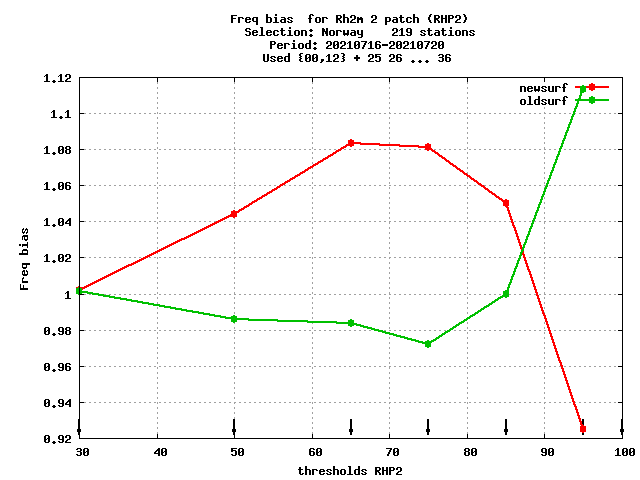 Freq bias  for Rh2m 2 patch (RHP2)
Selection: Norway    219 stations
Period: 20210716-20210720
Used {00,12} + 25 26 ... 36
newsurf
oldsurf
Freq bias
1.12
1.1
1.08
1.06
1.04
1.02
1
0.98
0.96
0.94
0.92
30 40 50 60 70 80 90 100
thresholds RHP2